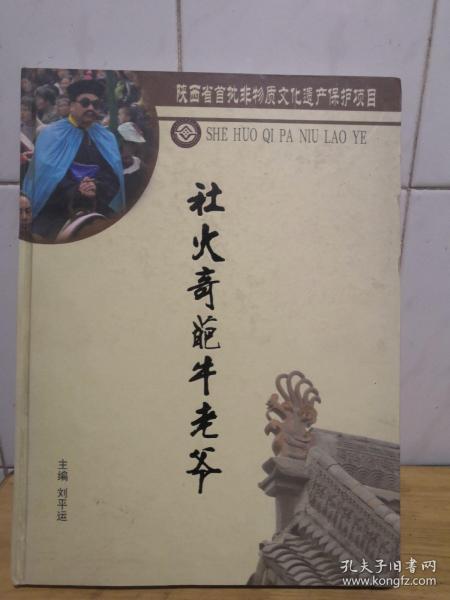 陕西省首批非物质文化遗产保护项目
SHE HUO QI PA NIU LAO YE
社火奇葩牛老爷
主编 刘平运
孔夫子旧书网
www.kongfz.com